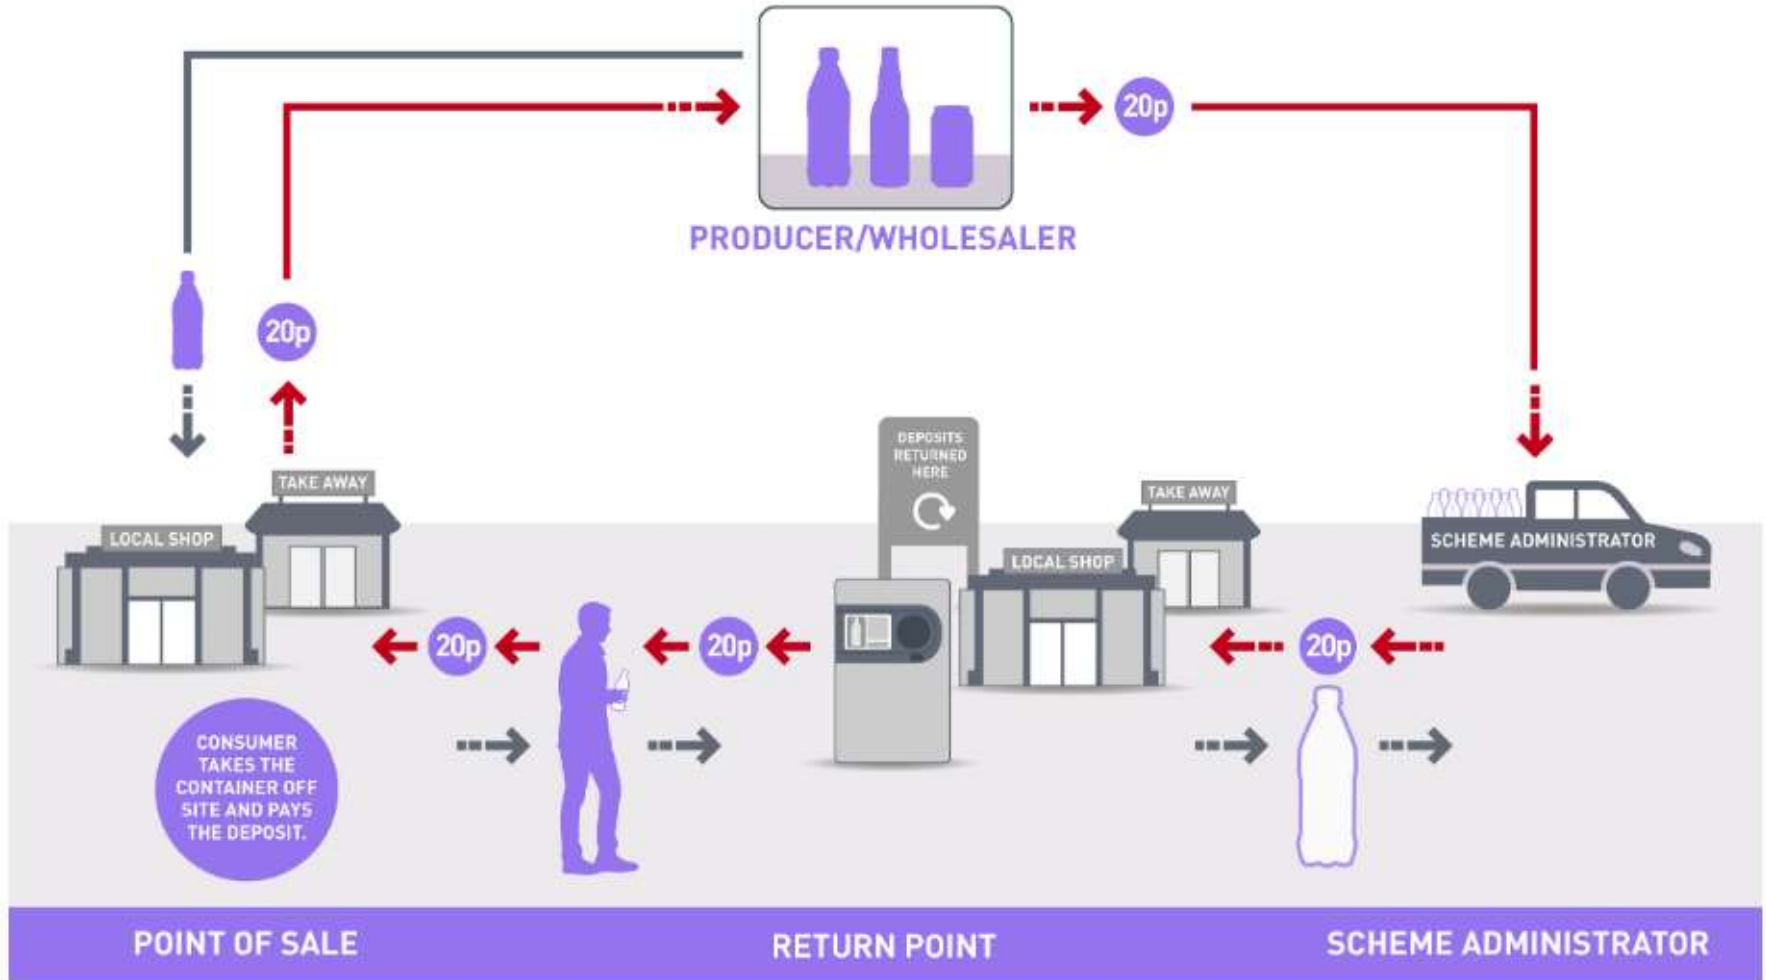 20p
PRODUCER/WHOLESALER
20p
DEPOSITS
RETURNED
HERE
TAKE AWAY
TAKE AWAY
LOCAL SHOP
LOCAL SHOP
SCHEME ADMINISTRATOR
20p
20p
20p
CONSUMER
TAKES THE
CONTAINER OFF
SITE AND PAYS
THE DEPOSIT.
POINT OF SALE
RETURN POINT
SCHEME ADMINISTRATOR